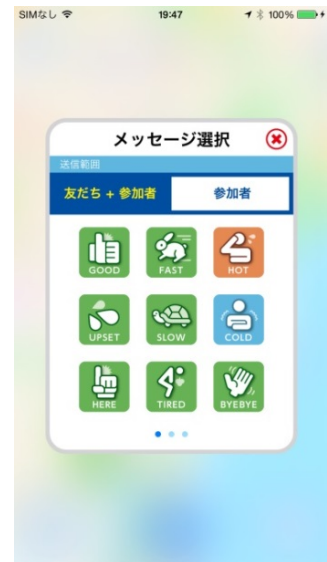 SIMなし 19:47 100%
メッセージ選択
送信範囲
友だち + 参加者 参加者
GOOD FAST HOT
UPSET SLOW COLD
HERE TIRED BYEBYE